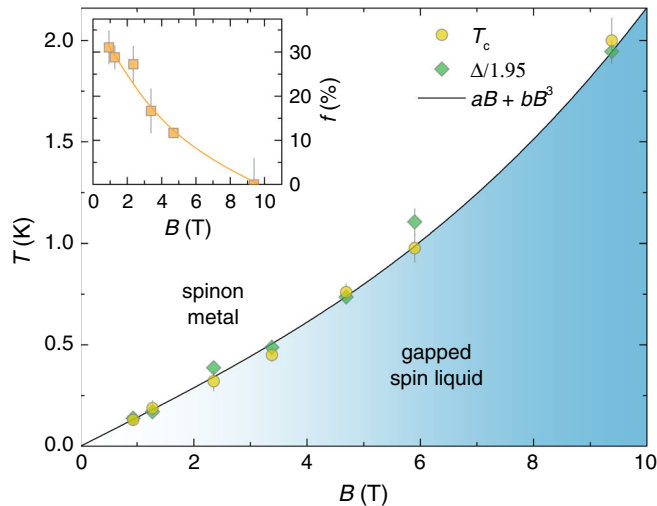 30
20
10
0
f (%)
0 2 4 6 8 10
B (T)
T_c
Δ/1.95
aB + bB³
2.0
1.5
1.0
0.5
0.0
T (K)
spinon
metal
gapped
spin liquid
0 2 4 6 8 10
B (T)